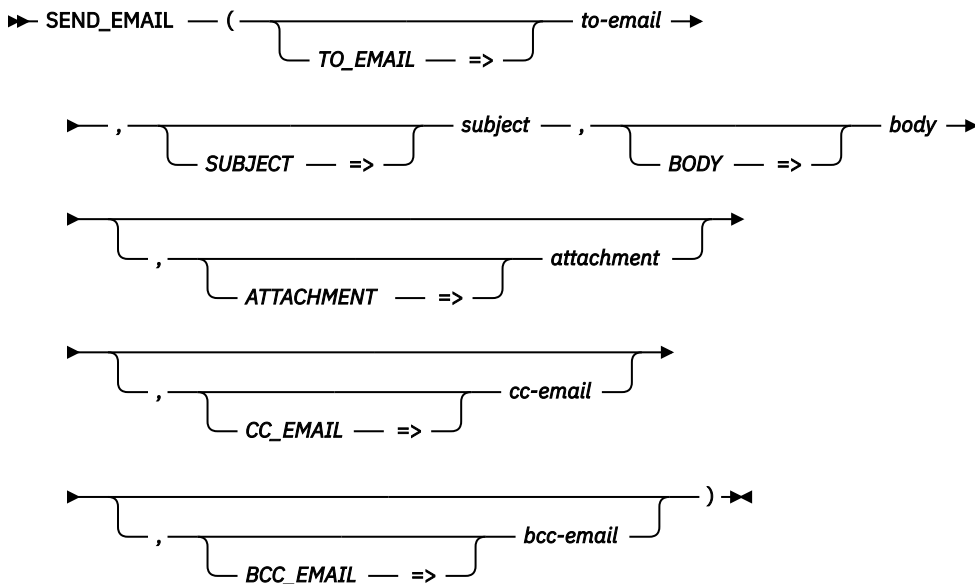 SEND_EMAIL ( to-email
TO_EMAIL =>
, subject , body
SUBJECT => BODY =>
, attachment
ATTACHMENT =>
, cc-email
CC_EMAIL =>
)
, bcc-email
BCC_EMAIL =>